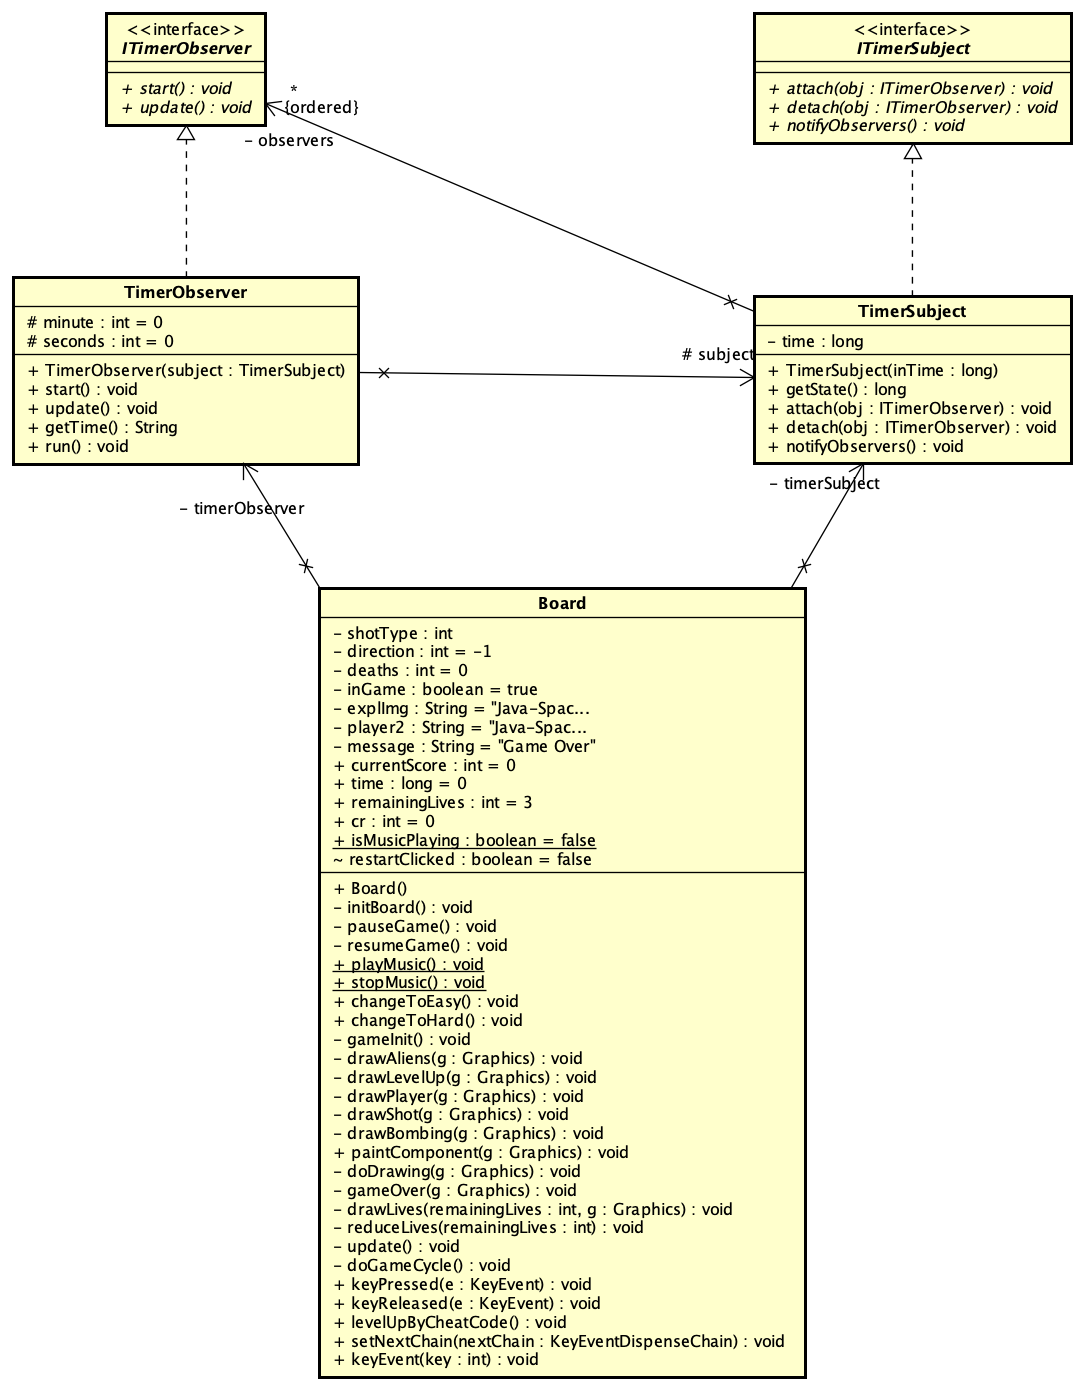 <<interface>>
ITimerObserver
+ start() : void
+ update() : void
<<interface>>
ITimerSubject
+ attach(obj : ITimerObserver) : void
+ detach(obj : ITimerObserver) : void
+ notifyObservers() : void
*
{ordered}
- observers
TimerObserver
# minute : int = 0
# seconds : int = 0
+ TimerObserver(subject : TimerSubject)
+ start() : void
+ update() : void
+ getTime() : String
+ run() : void
# subject
TimerSubject
- time : long
+ TimerSubject(inTime : long)
+ getState() : long
+ attach(obj : ITimerObserver) : void
+ detach(obj : ITimerObserver) : void
+ notifyObservers() : void
- timerObserver
- timerSubject
Board
- shotType : int
- direction : int = -1
- deaths : int = 0
- inGame : boolean = true
- explImg : String = "Java-Spac...
- player2 : String = "Java-Spac...
- message : String = "Game Over"
+ currentScore : int = 0
+ time : long = 0
+ remainingLives : int = 3
+ cr : int = 0
+ isMusicPlaying : boolean = false
~ restartClicked : boolean = false
+ Board()
- initBoard() : void
- pauseGame() : void
- resumeGame() : void
+ playMusic() : void
+ stopMusic() : void
+ changeToEasy() : void
+ changeToHard() : void
- gameInit() : void
- drawAliens(g : Graphics) : void
- drawLevelUp(g : Graphics) : void
- drawPlayer(g : Graphics) : void
- drawShot(g : Graphics) : void
- drawBombing(g : Graphics) : void
+ paintComponent(g : Graphics) : void
- doDrawing(g : Graphics) : void
- gameOver(g : Graphics) : void
- drawLives(remainingLives : int, g : Graphics) : void
- reduceLives(remainingLives : int) : void
- update() : void
- doGameCycle() : void
+ keyPressed(e : KeyEvent) : void
+ keyReleased(e : KeyEvent) : void
+ levelUpByCheatCode() : void
+ setNextChain(nextChain : KeyEventDispenseChain) : void
+ keyEvent(key : int) : void